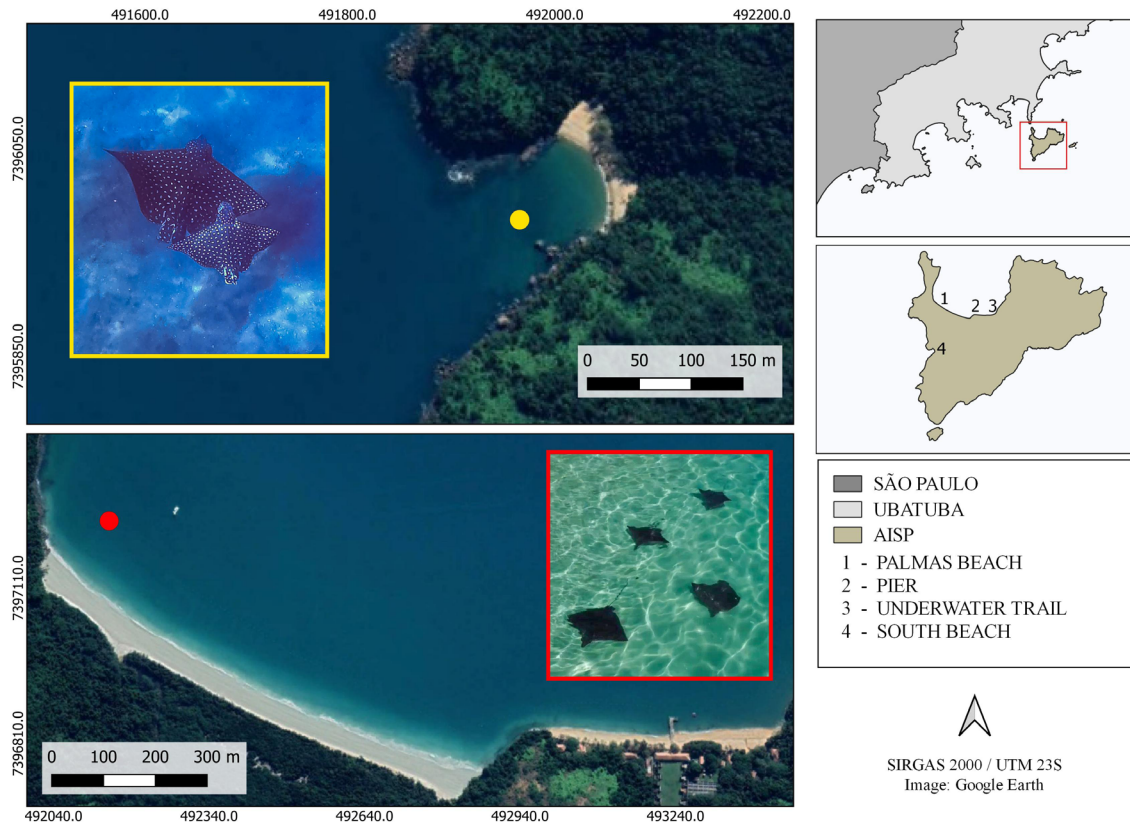 491600.0 491800.0 492000.0 492200.0
7396050.0
7395850.0
0 50 100 150 m
7397110.0
7396810.0
0 100 200 300 m
492040.0 492340.0 492640.0 492940.0 493240.0
1
2
3
4
SÃO PAULO
UBATUBA
AISP
1 - PALMAS BEACH
2 - PIER
3 - UNDERWATER TRAIL
4 - SOUTH BEACH
SIRGAS 2000 / UTM 23S
Image: Google Earth